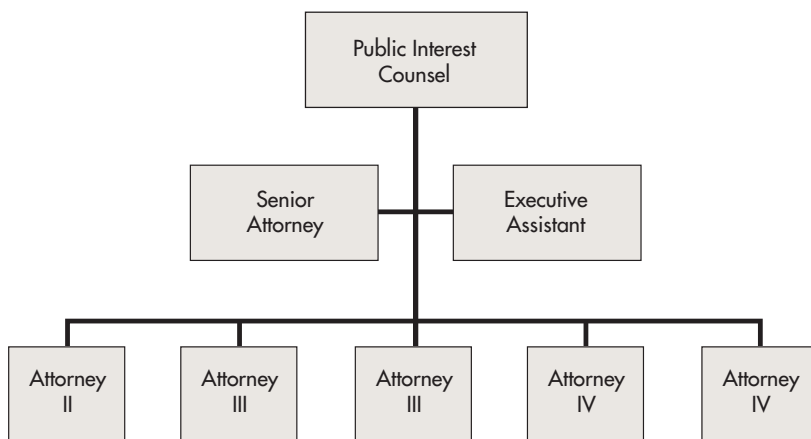 Public Interest
Counsel
Senior
Attorney
Executive
Assistant
Attorney
II
Attorney
III
Attorney
III
Attorney
IV
Attorney
IV